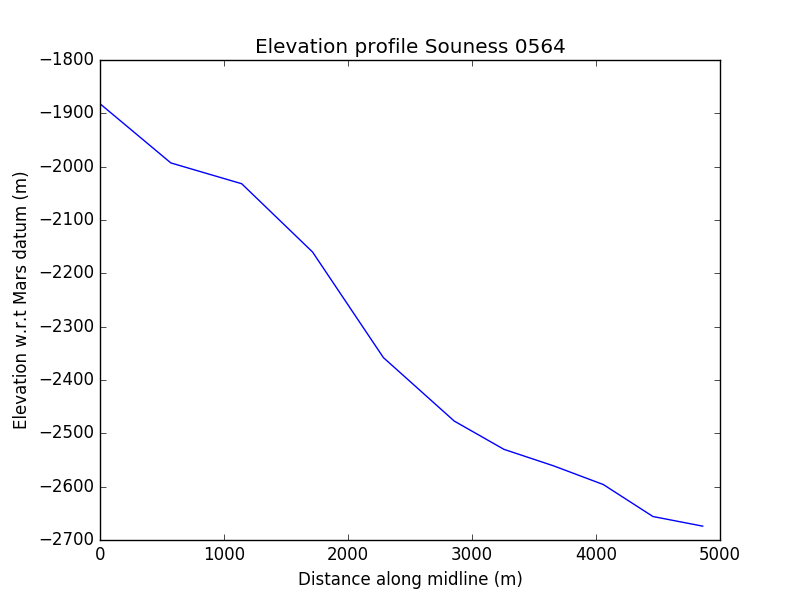 Elevation profile Souness 0564
−1800
−1900
−2000
−2100
−2200
−2300
−2400
−2500
−2600
−2700
Elevation w.r.t Mars datum (m)
0 1000 2000 3000 4000 5000
Distance along midline (m)